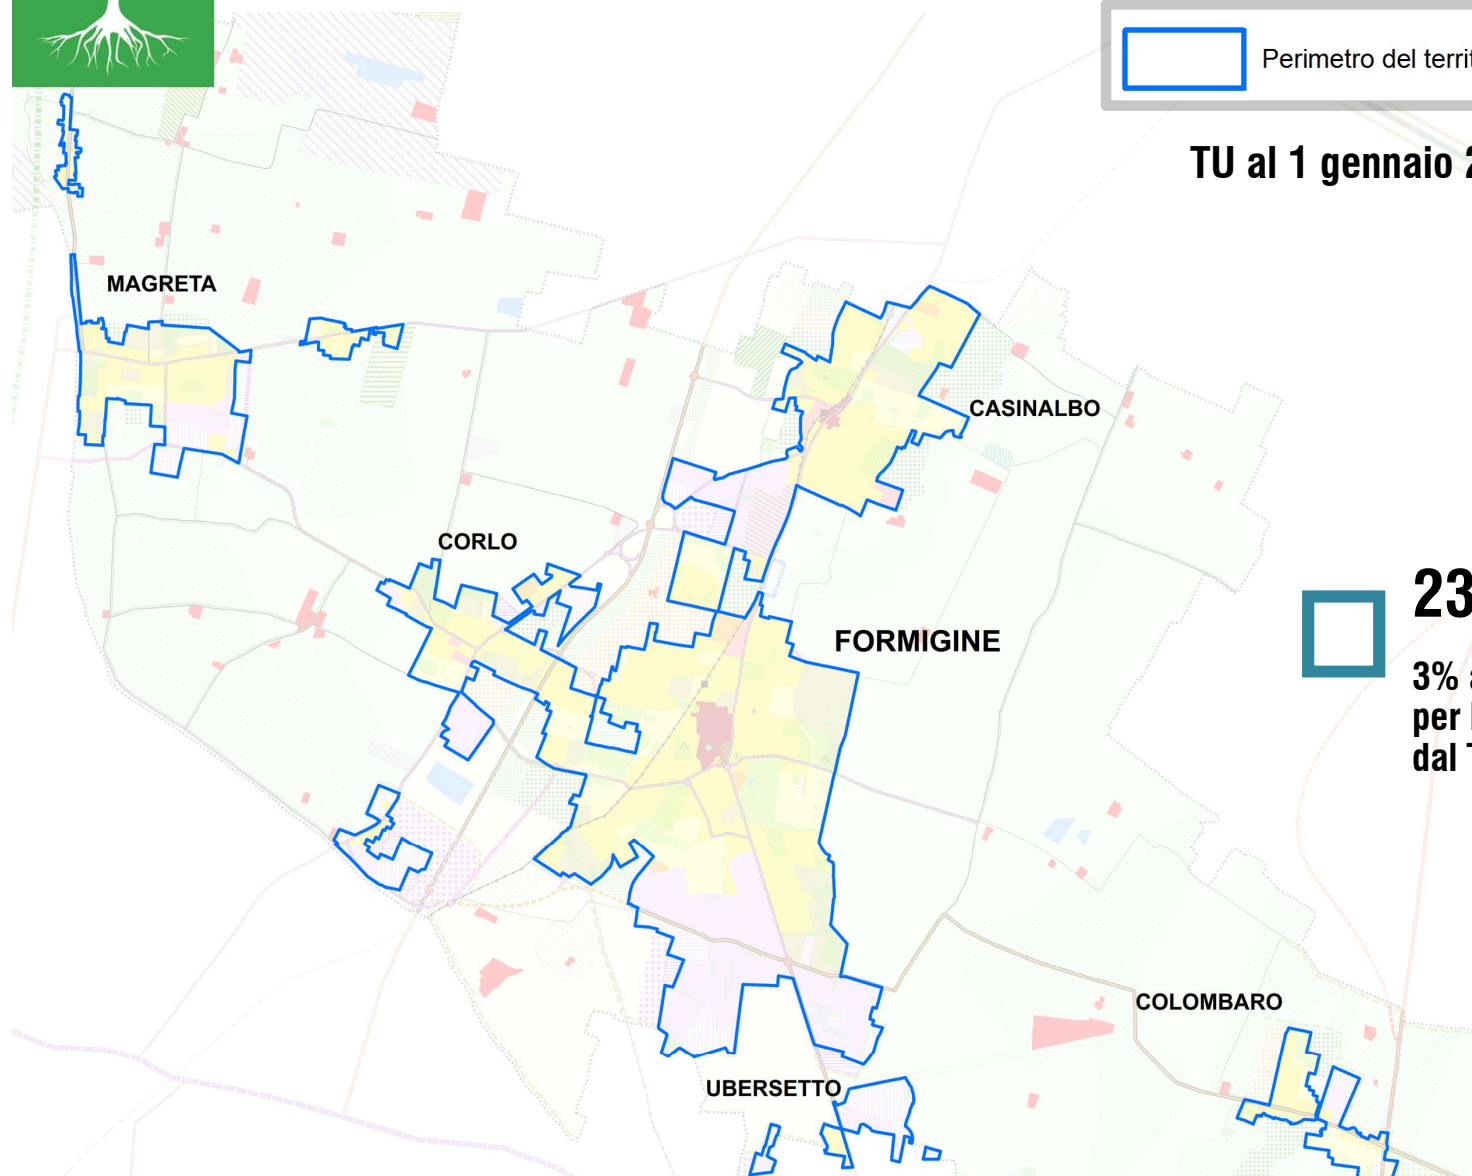 Perimetro del territ
TU al 1 gennaio 2
MAGRETA
CASINALBO
CORLO
FORMIGINE
23
3% a
per l
dal T
COLOMBARO
UBERSETTO